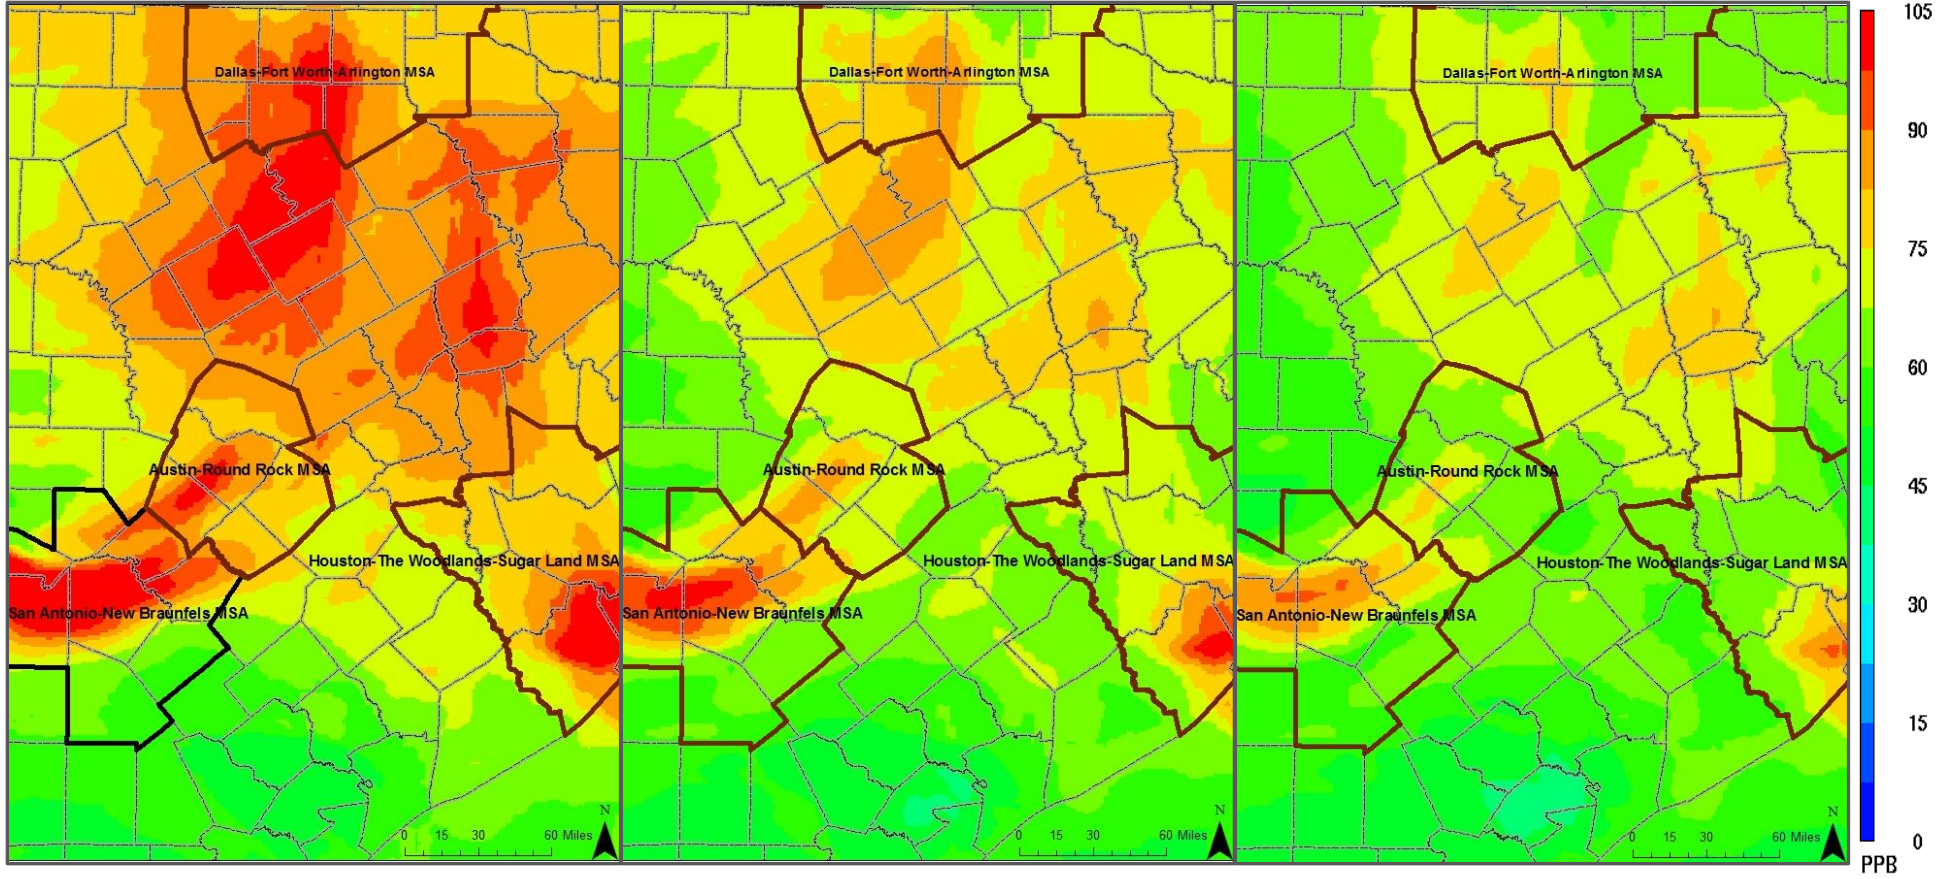 Dallas-Fort Worth-Arlington MSA
Austin-Round Rock MSA
Houston-The Woodlands-Sugar Land MSA
San Antonio-New Braunfels MSA
N
0 15 30 60 Miles
Dallas-Fort Worth-Arlington MSA
Austin-Round Rock MSA
Houston-The Woodlands-Sugar Land MSA
San Antonio-New Braunfels MSA
N
0 15 30 60 Miles
Dallas-Fort Worth-Arlington MSA
Austin-Round Rock MSA
Houston-The Woodlands-Sugar Land MSA
San Antonio-New Braunfels MSA
N
0 15 30 60 Miles
105
90
75
60
45
30
15
0
PPB